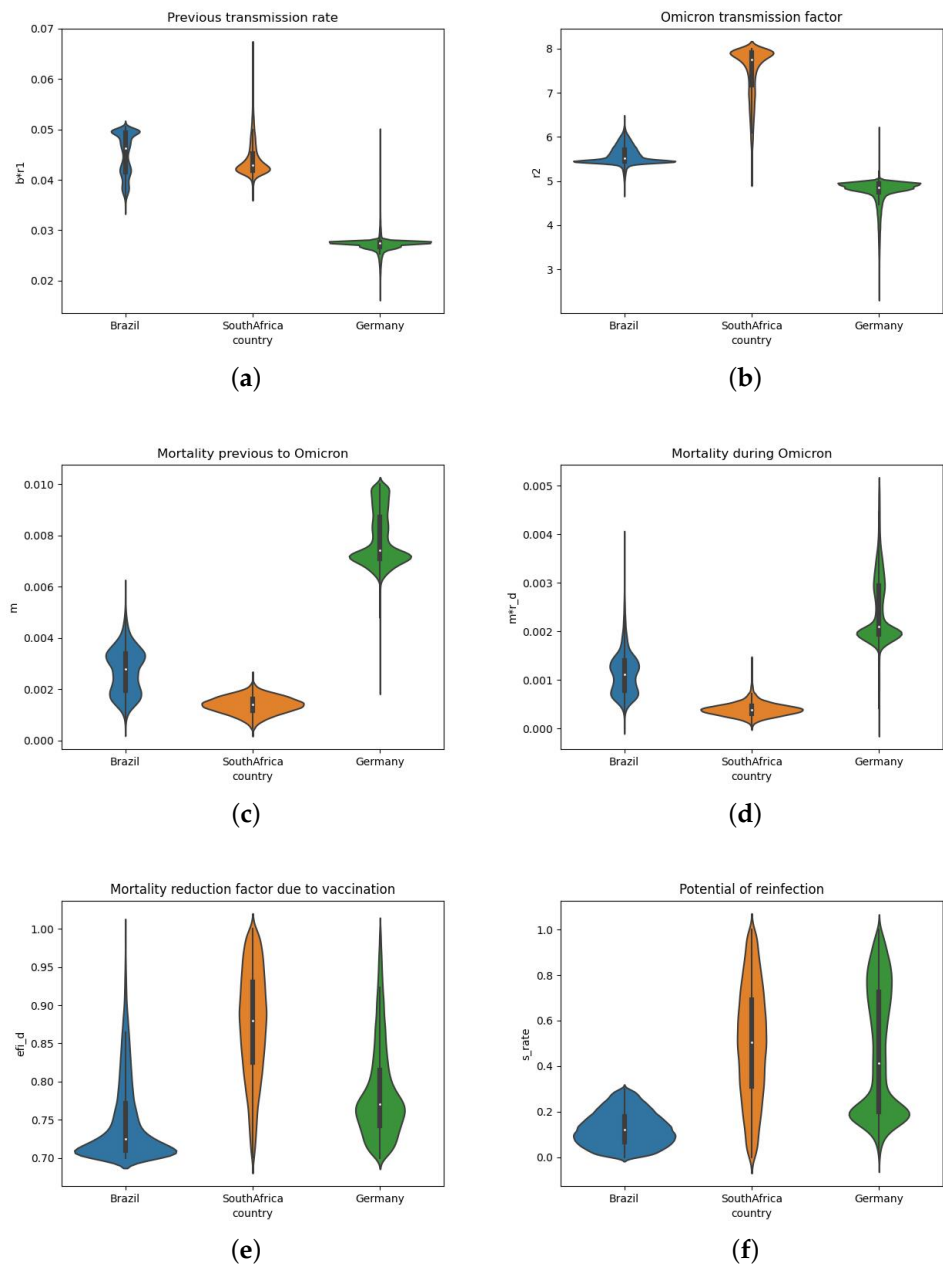 Previous transmission rate
0.07
0.06
0.05
0.04
0.03
0.02
b*r1
Brazil SouthAfrica Germany
country
(a)
Omicron transmission factor
8
7
6
5
4
3
r2
Brazil SouthAfrica Germany
country
(b)
Mortality previous to Omicron
0.010
0.008
0.006
0.004
0.002
0.000
m
Brazil SouthAfrica Germany
country
(c)
Mortality during Omicron
0.005
0.004
0.003
0.002
0.001
0.000
m*r_d
Brazil SouthAfrica Germany
country
(d)
Mortality reduction factor due to vaccination
1.00
0.95
0.90
0.85
0.80
0.75
0.70
efi_d
Brazil SouthAfrica Germany
country
(e)
Potential of reinfection
1.0
0.8
0.6
0.4
0.2
0.0
s_rate
Brazil SouthAfrica Germany
country
(f)